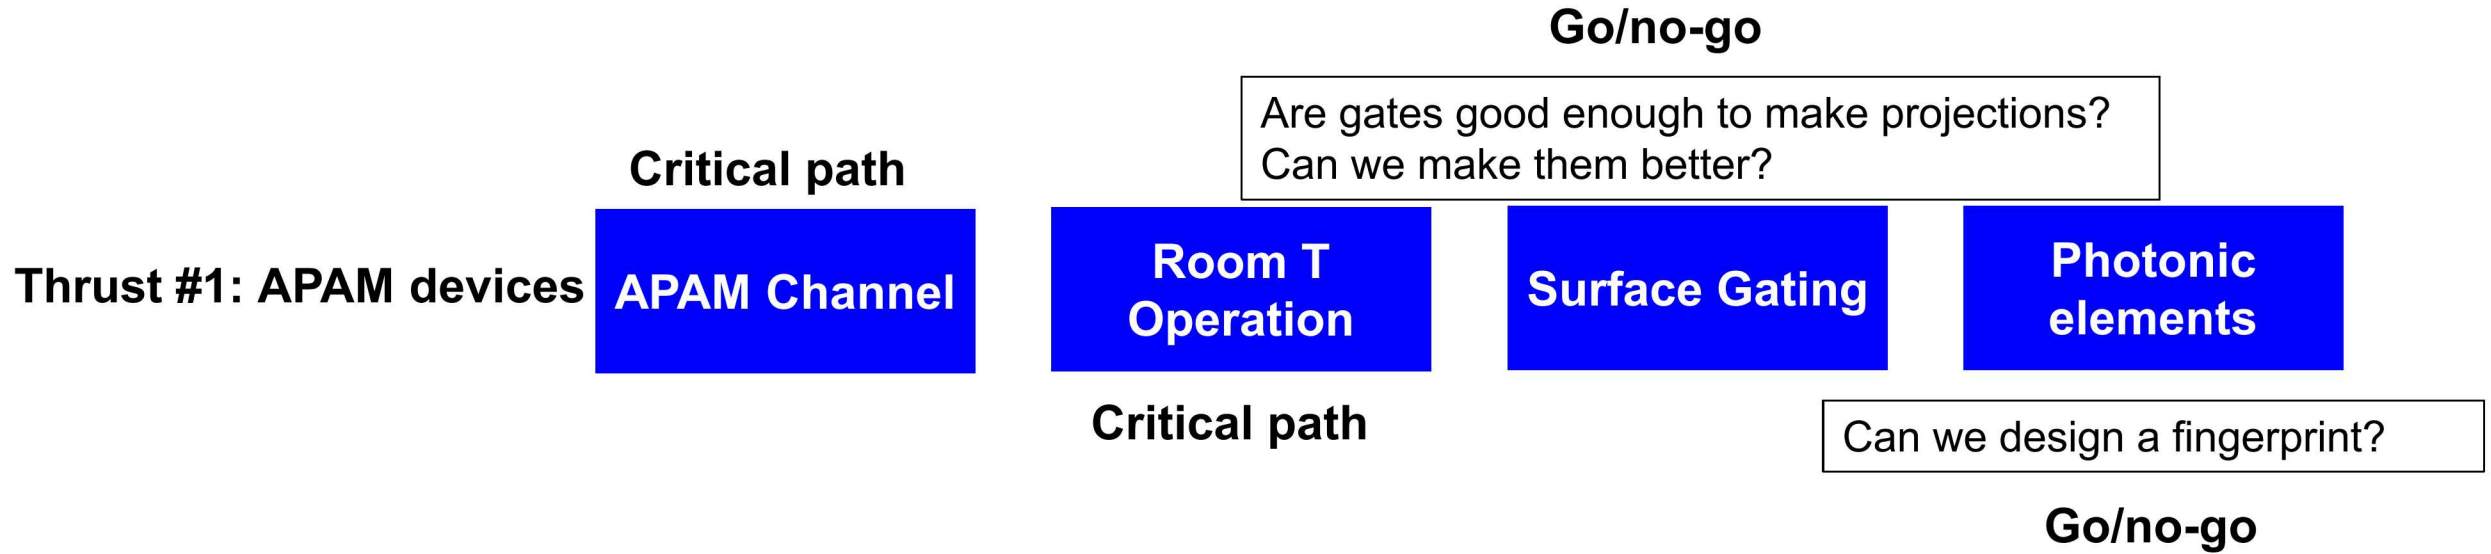 Go/no-go
Are gates good enough to make projections?
Can we make them better?
Critical path
Thrust #1: APAM devices
APAM Channel
Room T
Operation
Surface Gating
Photonic
elements
Critical path
Can we design a fingerprint?
Go/no-go